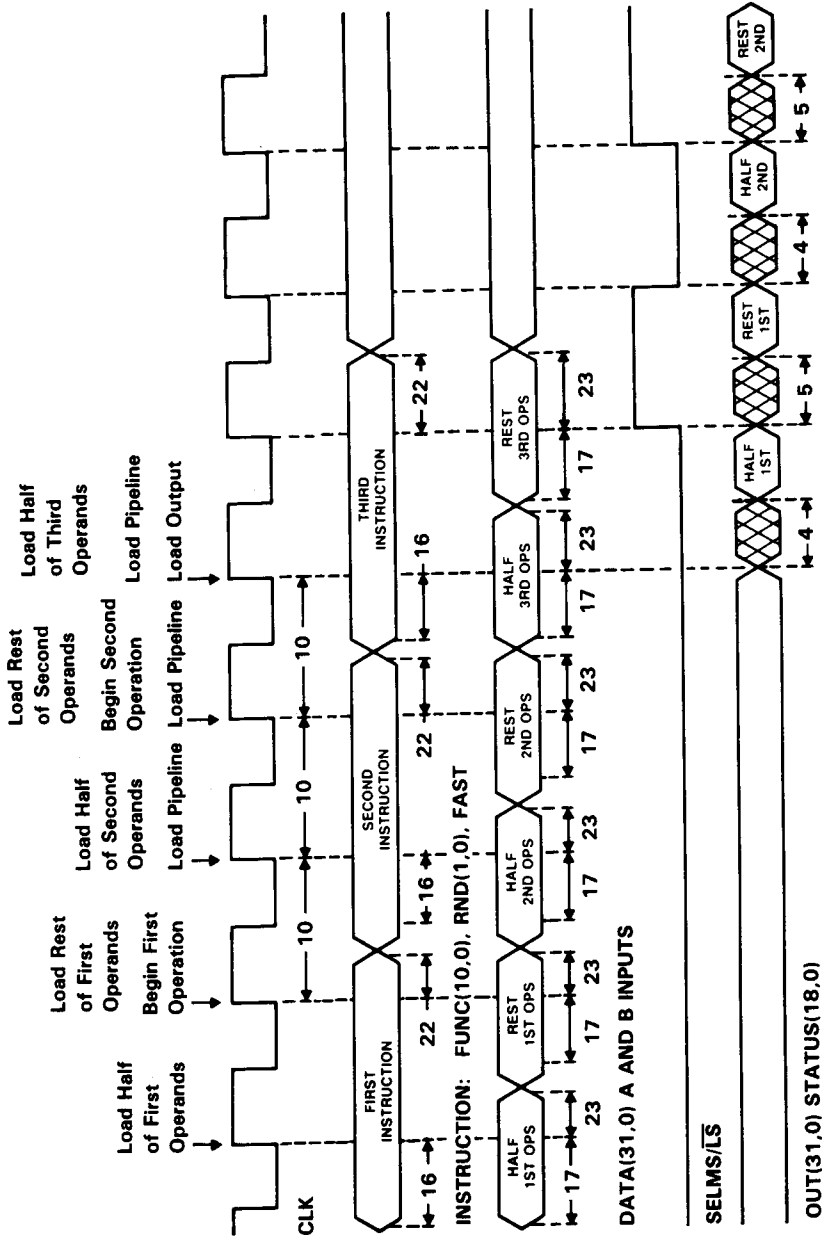 Load Half
of First
Operands
Load Rest
of First
Operands
Begin First
Operation
Load Half
of Second
Operands
Load Pipeline
Load Rest
of Second
Operands
Begin Second
Operation
Load Pipeline
Load Half
of Third
Operands
Load Pipeline
Load Output
CLK
10
10
10
FIRST
INSTRUCTION
SECOND
INSTRUCTION
THIRD
INSTRUCTION
16
22
16
22
16
22
INSTRUCTION: FUNC(10,0), RND(1,0), FAST
HALF
1ST OPS
REST
1ST OPS
HALF
2ND OPS
REST
2ND OPS
HALF
3RD OPS
REST
3RD OPS
17
23
17
23
17
23
17
23
17
23
17
23
DATA(31,0) A AND B INPUTS
SELMS/L̅S̅
HALF
1ST
REST
1ST
HALF
2ND
REST
2ND
4
5
4
5
OUT(31,0) STATUS(18,0)